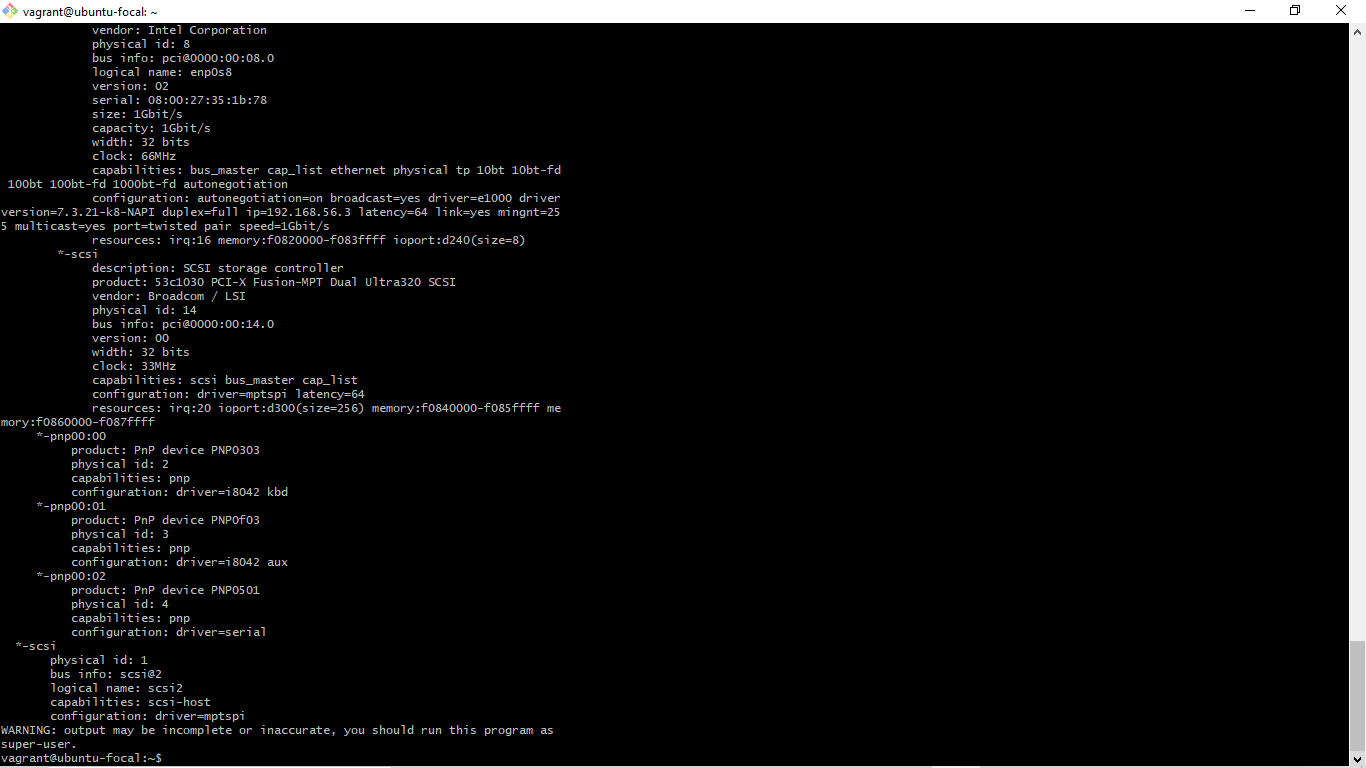 vagrant@ubuntu-focal: ~
vendor: Intel Corporation
physical id: 8
bus info: pci@0000:00:08.0
logical name: enp0s8
version: 02
serial: 08:00:27:35:1b:78
size: 1Gbit/s
capacity: 1Gbit/s
width: 32 bits
clock: 66MHz
capabilities: bus_master cap_list ethernet physical tp 10bt 10bt-fd
100bt 100bt-fd 1000bt-fd autonegotiation
configuration: autonegotiation=on broadcast=yes driver=e1000 driver
version=7.3.21-k8-NAPI duplex=full ip=192.168.56.3 latency=64 link=yes mingnt=25
5 multicast=yes port=twisted pair speed=1Gbit/s
resources: irq:16 memory:f0820000-f083ffff ioport:d240(size=8)
*-scsi
description: SCSI storage controller
product: 53c1030 PCI-X Fusion-MPT Dual Ultra320 SCSI
vendor: Broadcom / LSI
physical id: 14
bus info: pci@0000:00:14.0
version: 00
width: 32 bits
clock: 33MHz
capabilities: scsi bus_master cap_list
configuration: driver=mptspi latency=64
resources: irq:20 ioport:d300(size=256) memory:f0840000-f085ffff me
mory:f0860000-f087ffff
*-pnp00:00
product: PnP device PNP0303
physical id: 2
capabilities: pnp
configuration: driver=i8042 kbd
*-pnp00:01
product: PnP device PNP0f03
physical id: 3
capabilities: pnp
configuration: driver=i8042 aux
*-pnp00:02
product: PnP device PNP0501
physical id: 4
capabilities: pnp
configuration: driver=serial
*-scsi
physical id: 1
bus info: scsi@2
logical name: scsi2
capabilities: scsi-host
configuration: driver=mptspi
WARNING: output may be incomplete or inaccurate, you should run this program as
super-user.
vagrant@ubuntu-focal:~$